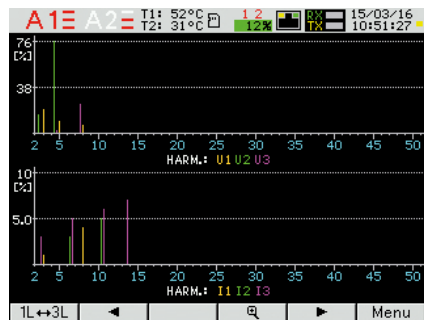 A1Ξ A2Ξ T1: 52°C 1 2 RX 15/03/16
T2: 31°C 12% TX 10:51:27
76
[%]
38
2 5 10 15 20 25 30 35 40 45 50
HARM.: U1 U2 U3
10
[%]
5.0
2 5 10 15 20 25 30 35 40 45 50
HARM.: I1 I2 I3
1L↔3L ◄ ► Menu